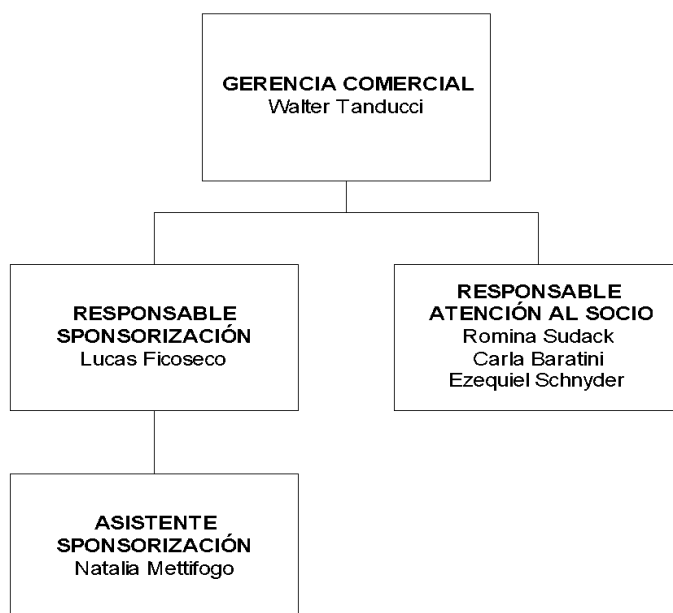 GERENCIA COMERCIAL
Walter Tanducci
RESPONSABLE
SPONSORIZACIÓN
Lucas Ficoseco
RESPONSABLE
ATENCIÓN AL SOCIO
Romina Sudack
Carla Baratini
Ezequiel Schnyder
ASISTENTE
SPONSORIZACIÓN
Natalia Mettifogo